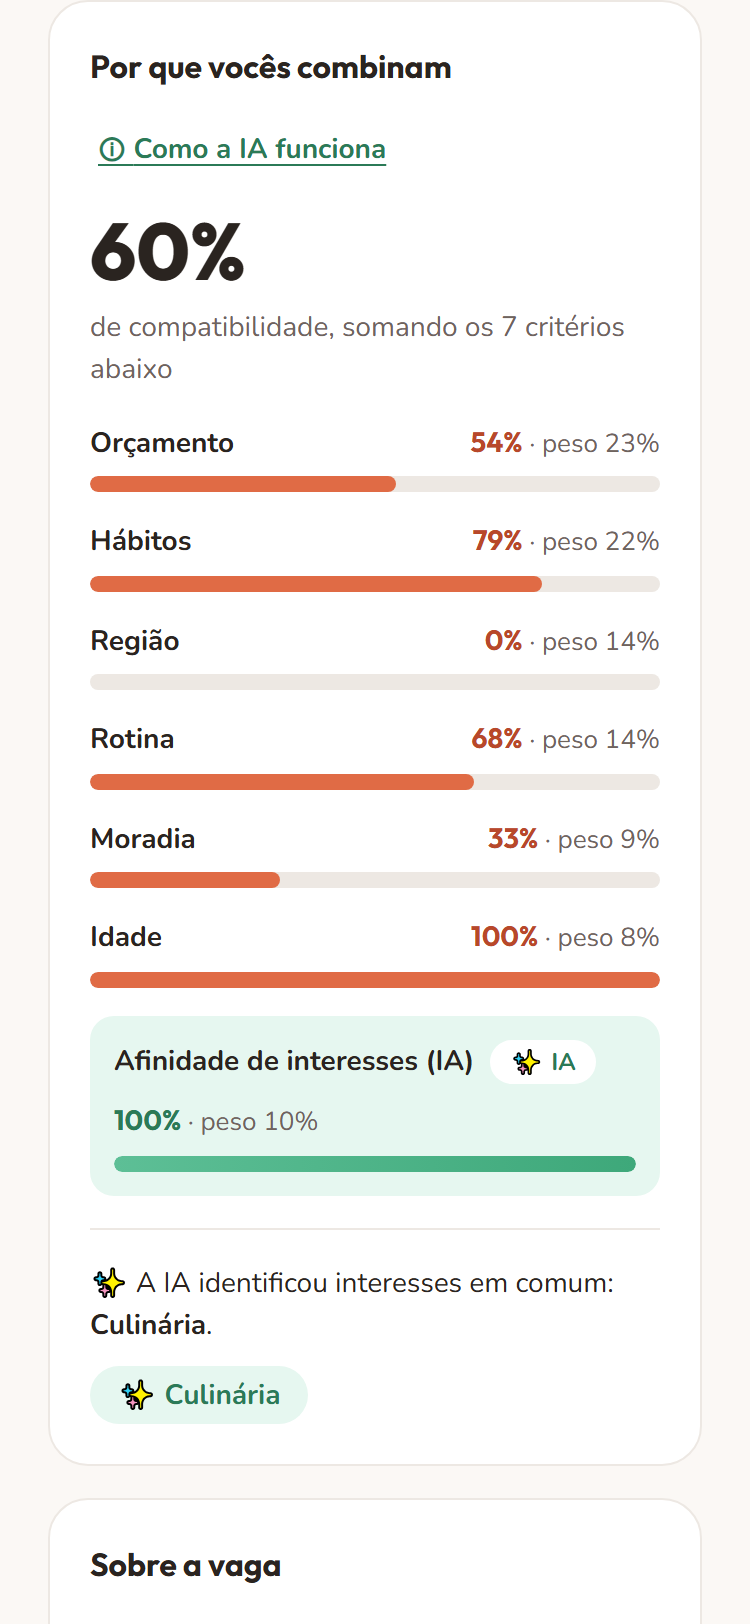 Por que vocês combinam
Como a IA funciona
60%
de compatibilidade, somando os 7 critérios
abaixo
Orçamento 54% · peso 23%
Hábitos 79% · peso 22%
Região 0% · peso 14%
Rotina 68% · peso 14%
Moradia 33% · peso 9%
Idade 100% · peso 8%
Afinidade de interesses (IA) ✨ IA
100% · peso 10%
✨ A IA identificou interesses em comum:
Culinária.
✨ Culinária
Sobre a vaga